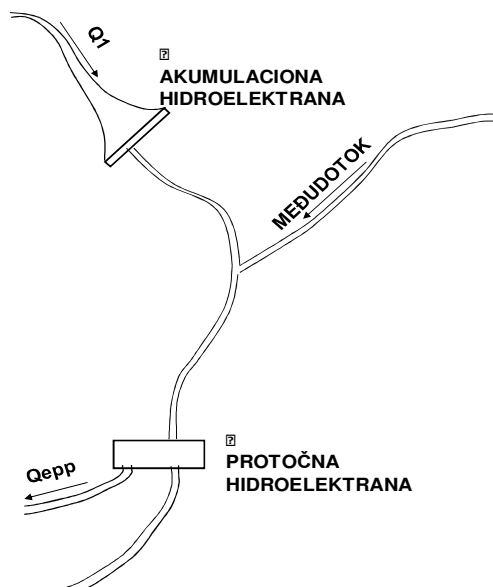 Q1
AKUMULACIONA
HIDROELEKTRANA
MEĐUDOTOK
PROTOČNA
HIDROELEKTRANA
Qepp